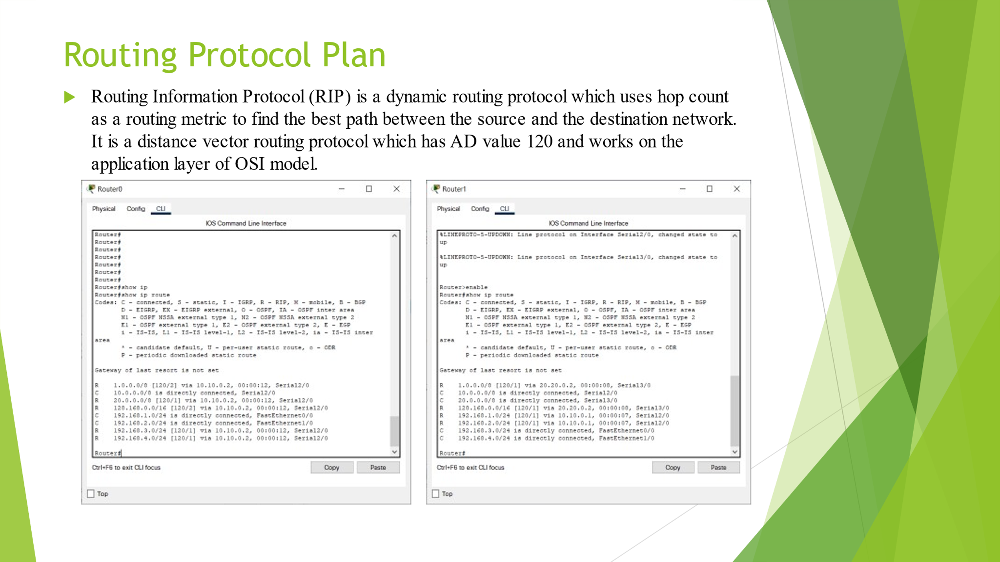 Routing Protocol Plan
Routing Information Protocol (RIP) is a dynamic routing protocol which uses hop count
as a routing metric to find the best path between the source and the destination network.
It is a distance vector routing protocol which has AD value 120 and works on the
application layer of OSI model.
Router0
Physical Config CLI
IOS Command Line Interface
Router#
Router#
Router#
Router#
Router#
Router#
Router#
Router#show ip
Router#show ip route
Codes: C - connected, S - static, I - IGRP, R - RIP, M - mobile, B - BGP
D - EIGRP, EX - EIGRP external, O - OSPF, IA - OSPF inter area
N1 - OSPF NSSA external type 1, N2 - OSPF NSSA external type 2
E1 - OSPF external type 1, E2 - OSPF external type 2, E - EGP
i - IS-IS, L1 - IS-IS level-1, L2 - IS-IS level-2, ia - IS-IS inter
area
* - candidate default, U - per-user static route, o - ODR
P - periodic downloaded static route
Gateway of last resort is not set
R 1.0.0.0/8 [120/2] via 10.10.0.2, 00:00:12, Serial2/0
C 10.0.0.0/8 is directly connected, Serial2/0
R 20.0.0.0/8 [120/1] via 10.10.0.2, 00:00:12, Serial2/0
R 128.168.0.0/16 [120/2] via 10.10.0.2, 00:00:12, Serial2/0
C 192.168.1.0/24 is directly connected, FastEthernet0/0
C 192.168.2.0/24 is directly connected, FastEthernet1/0
R 192.168.3.0/24 [120/1] via 10.10.0.2, 00:00:12, Serial2/0
R 192.168.4.0/24 [120/1] via 10.10.0.2, 00:00:12, Serial2/0
Router#
Ctrl+F6 to exit CLI focus
Copy Paste
Top
Router1
Physical Config CLI
IOS Command Line Interface
%LINEPROTO-5-UPDOWN: Line protocol on Interface Serial2/0, changed state to
up
%LINEPROTO-5-UPDOWN: Line protocol on Interface Serial3/0, changed state to
up
Router>enable
Router#show ip route
Codes: C - connected, S - static, I - IGRP, R - RIP, M - mobile, B - BGP
D - EIGRP, EX - EIGRP external, O - OSPF, IA - OSPF inter area
N1 - OSPF NSSA external type 1, N2 - OSPF NSSA external type 2
E1 - OSPF external type 1, E2 - OSPF external type 2, E - EGP
i - IS-IS, L1 - IS-IS level-1, L2 - IS-IS level-2, ia - IS-IS inter
area
* - candidate default, U - per-user static route, o - ODR
P - periodic downloaded static route
Gateway of last resort is not set
R 1.0.0.0/8 [120/1] via 20.20.0.2, 00:00:08, Serial3/0
C 10.0.0.0/8 is directly connected, Serial2/0
C 20.0.0.0/8 is directly connected, Serial3/0
R 128.168.0.0/16 [120/1] via 20.20.0.2, 00:00:08, Serial3/0
R 192.168.1.0/24 [120/1] via 10.10.0.1, 00:00:07, Serial2/0
R 192.168.2.0/24 [120/1] via 10.10.0.1, 00:00:07, Serial2/0
C 192.168.3.0/24 is directly connected, FastEthernet0/0
C 192.168.4.0/24 is directly connected, FastEthernet1/0
Router#
Ctrl+F6 to exit CLI focus
Copy Paste
Top